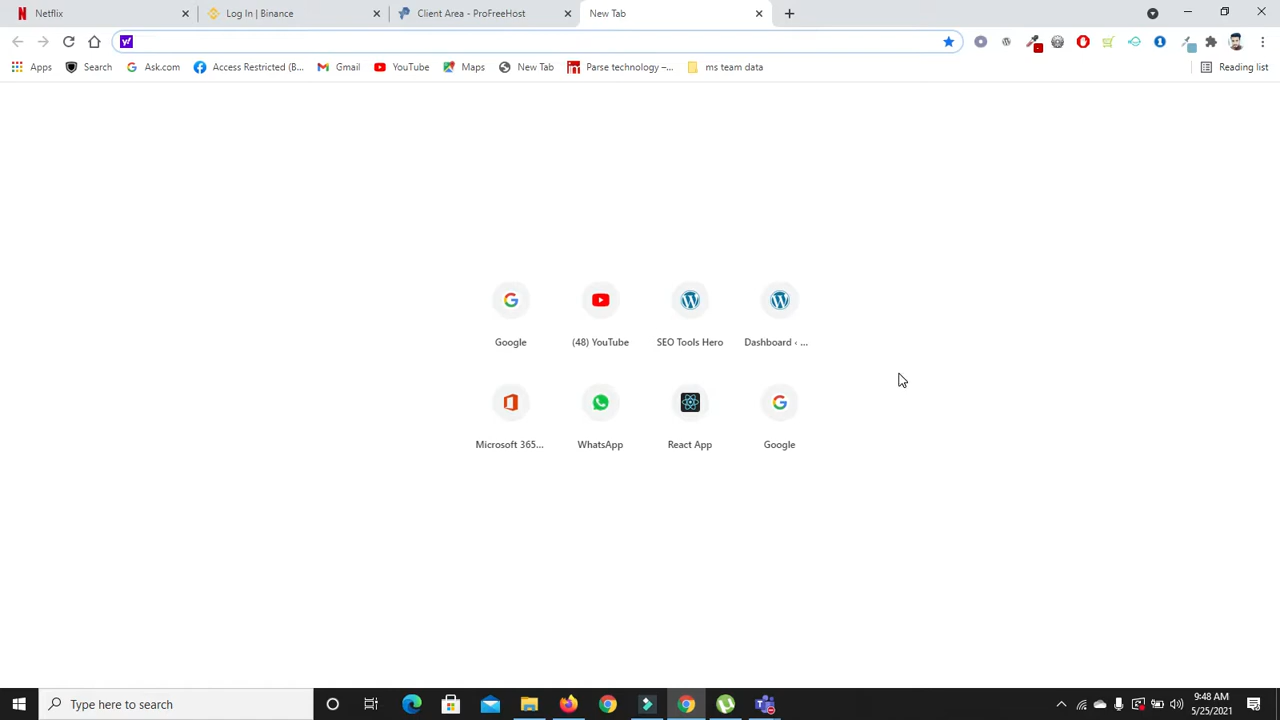 Netflix
Log In | Binance
Client Area - ProFreeHost
New Tab
y!
Apps
Search
Ask.com
Access Restricted (B...
Gmail
YouTube
Maps
New Tab
Parse technology –...
ms team data
Reading list
Google
(48) YouTube
SEO Tools Hero
Dashboard ‹ ...
Microsoft 365...
WhatsApp
React App
Google
Type here to search
9:48 AM
5/25/2021